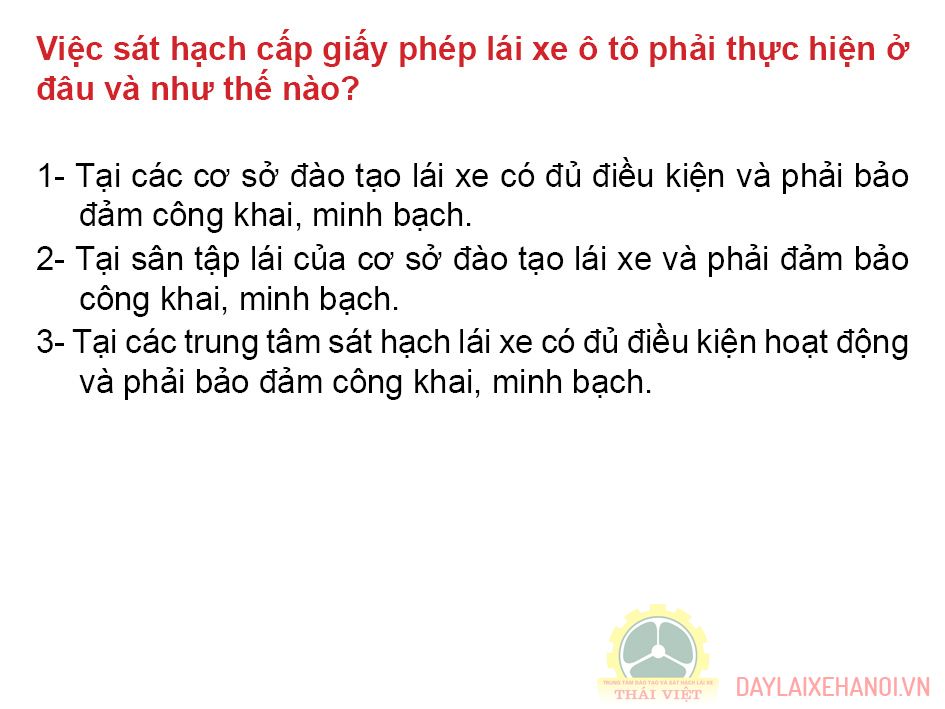 Việc sát hạch cấp giấy phép lái xe ô tô phải thực hiện ở
đâu và như thế nào?
1- Tại các cơ sở đào tạo lái xe có đủ điều kiện và phải bảo
đảm công khai, minh bạch.
2- Tại sân tập lái của cơ sở đào tạo lái xe và phải đảm bảo
công khai, minh bạch.
3- Tại các trung tâm sát hạch lái xe có đủ điều kiện hoạt động
và phải bảo đảm công khai, minh bạch.
TRUNG TÂM ĐÀO TẠO VÀ SÁT HẠCH LÁI XE
THÁI VIỆT
DAYLAIXEHANOI.VN